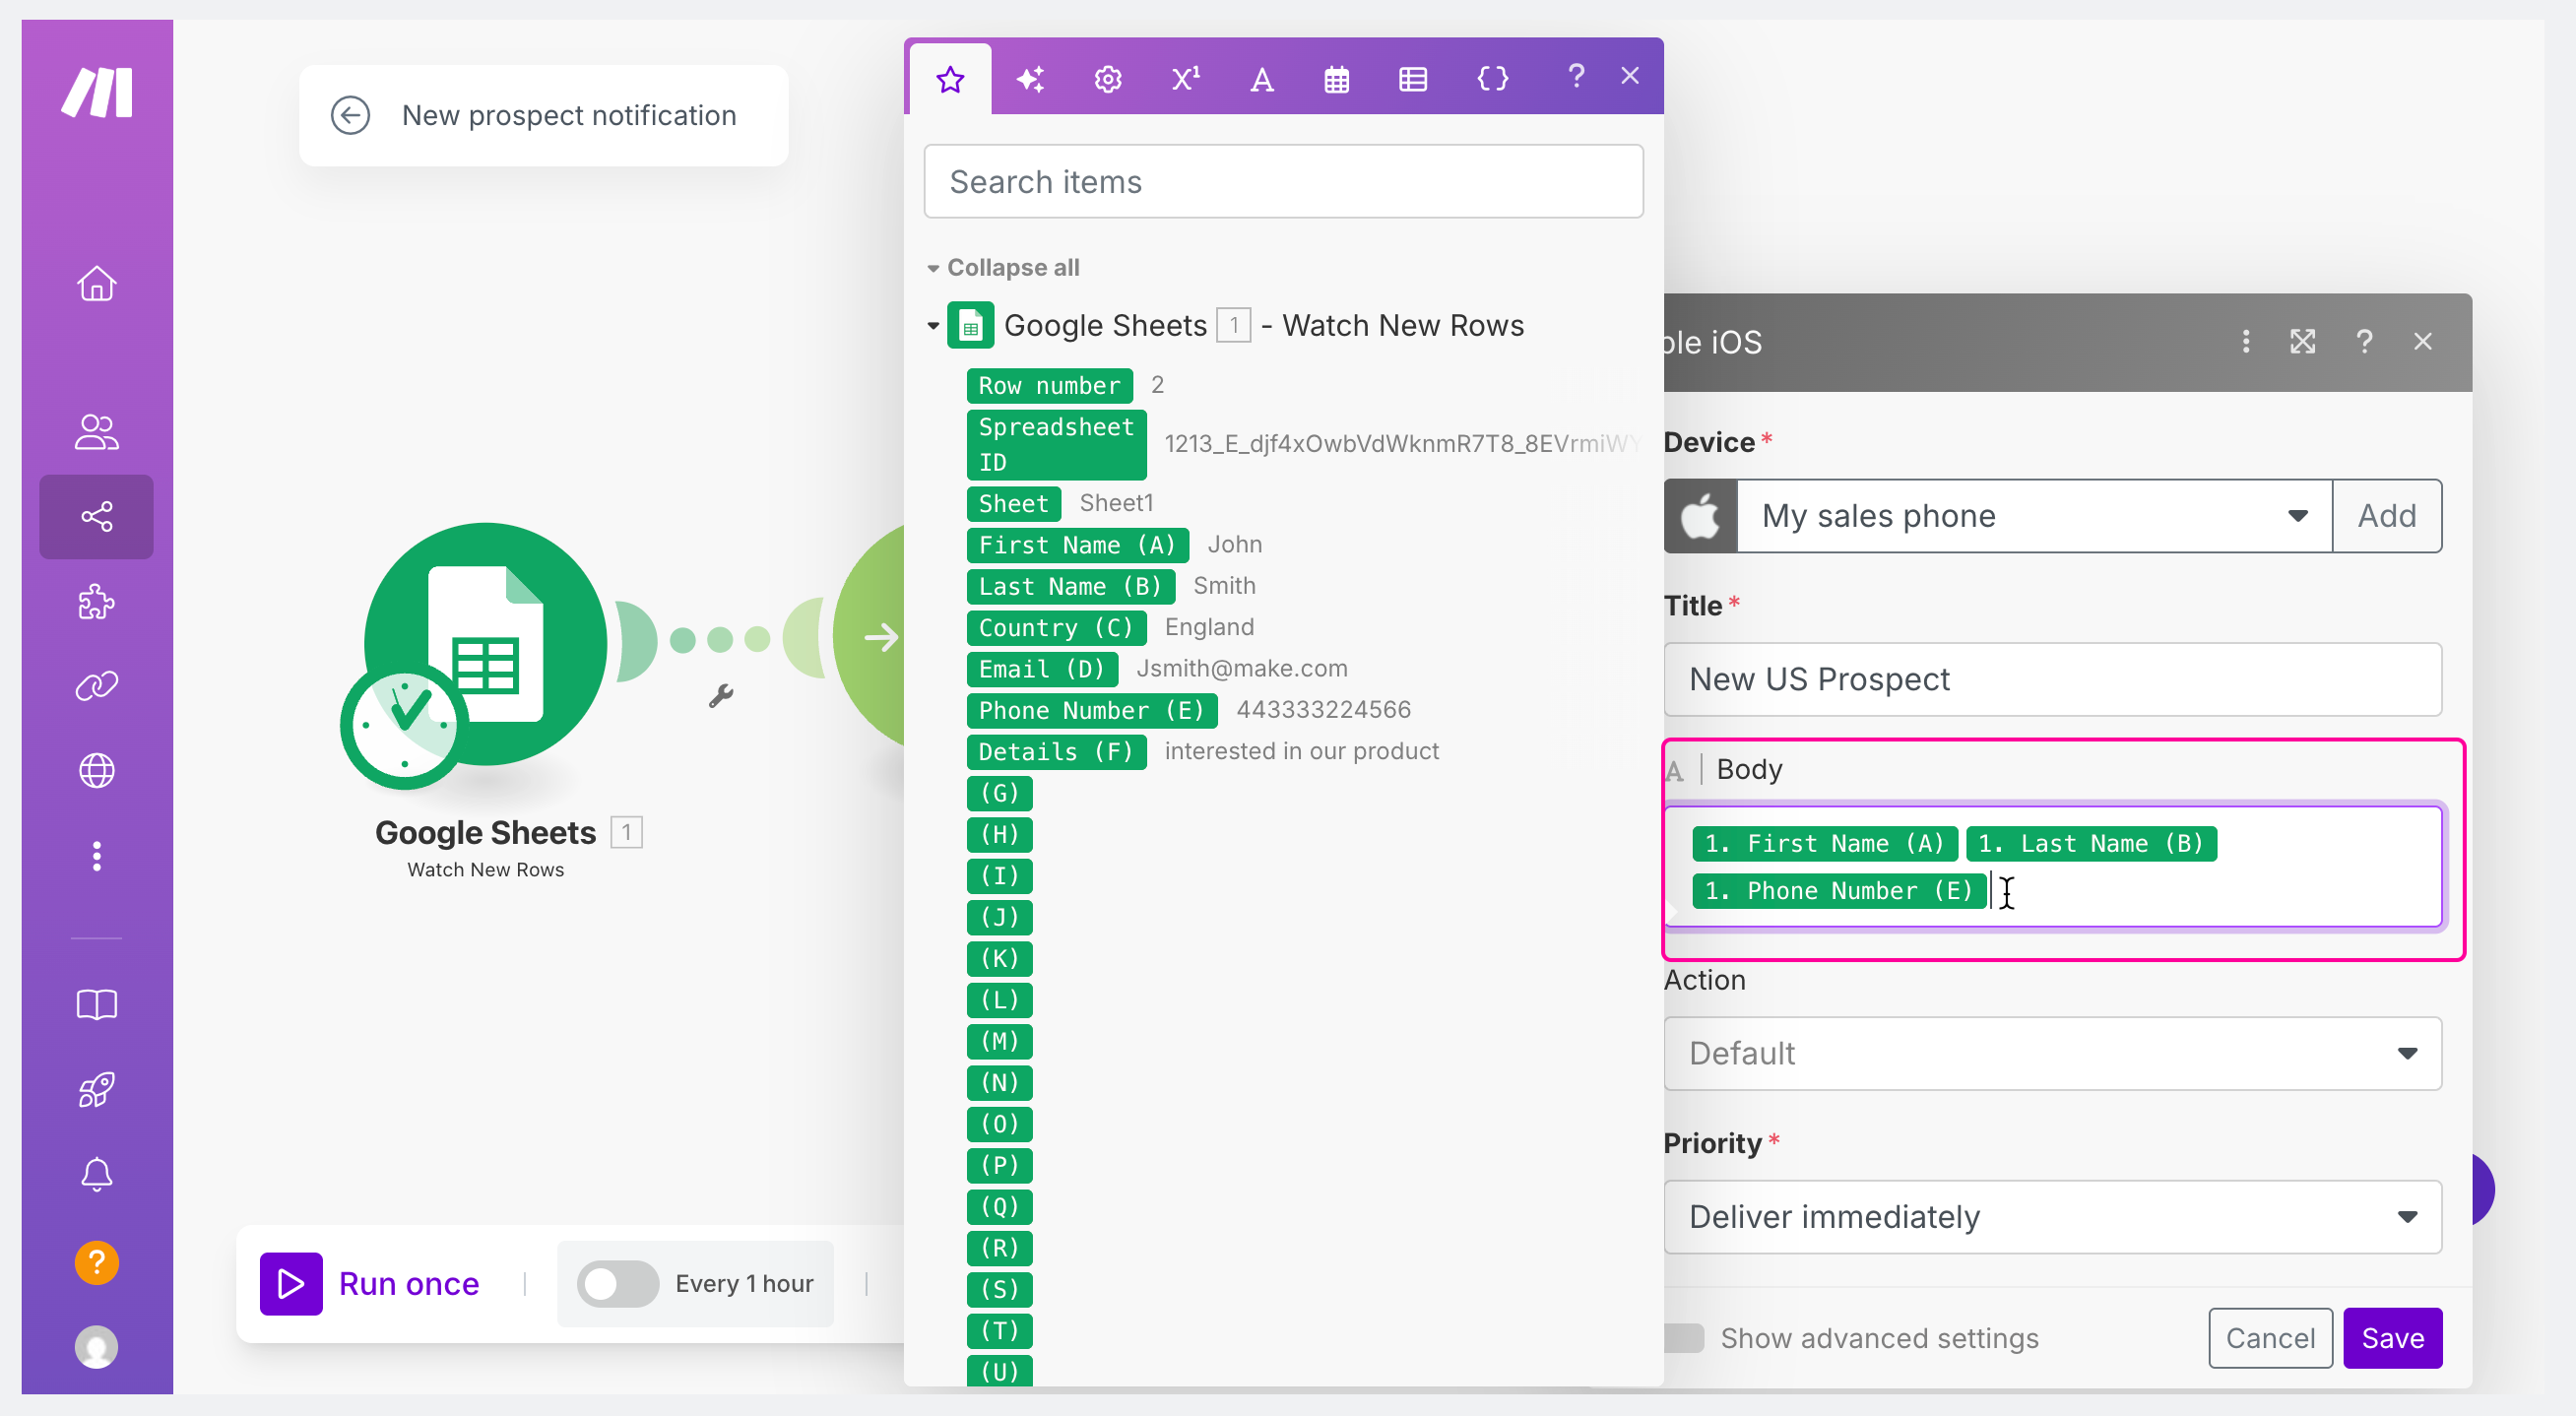 New prospect notification
Search items
Collapse all
Google Sheets 1 - Watch New Rows
Row number 2
Spreadsheet ID 1213_E_djf4xOwbVdWknmR7T8_8EVrmiWY
Sheet Sheet1
First Name (A) John
Last Name (B) Smith
Country (C) England
Email (D) Jsmith@make.com
Phone Number (E) 443333224566
Details (F) interested in our product
(G)
(H)
(I)
(J)
(K)
(L)
(M)
(N)
(O)
(P)
(Q)
(R)
(S)
(T)
(U)
Google Sheets 1
Watch New Rows
Run once
Every 1 hour
ble iOS
Device *
My sales phone
Add
Title *
New US Prospect
A | Body
1. First Name (A) 1. Last Name (B)
1. Phone Number (E)
Action
Default
Priority *
Deliver immediately
Show advanced settings
Cancel
Save